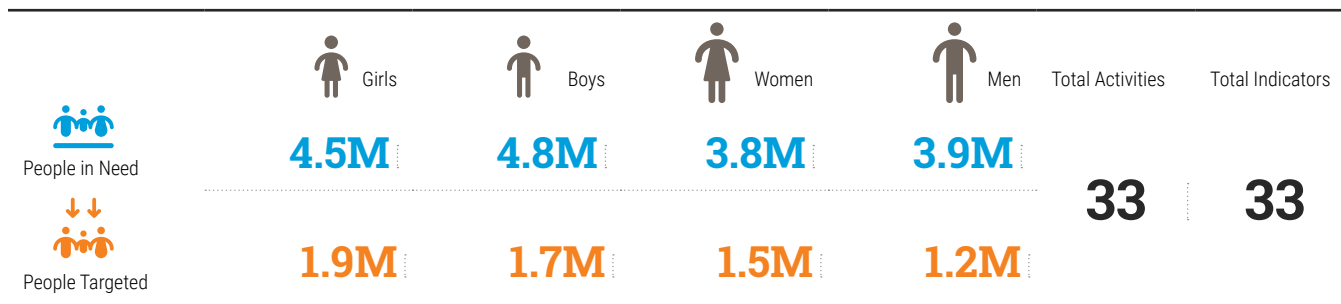 Girls Boys Women Men Total Activities Total Indicators
People in Need 4.5M 4.8M 3.8M 3.9M
33 33
People Targeted 1.9M 1.7M 1.5M 1.2M